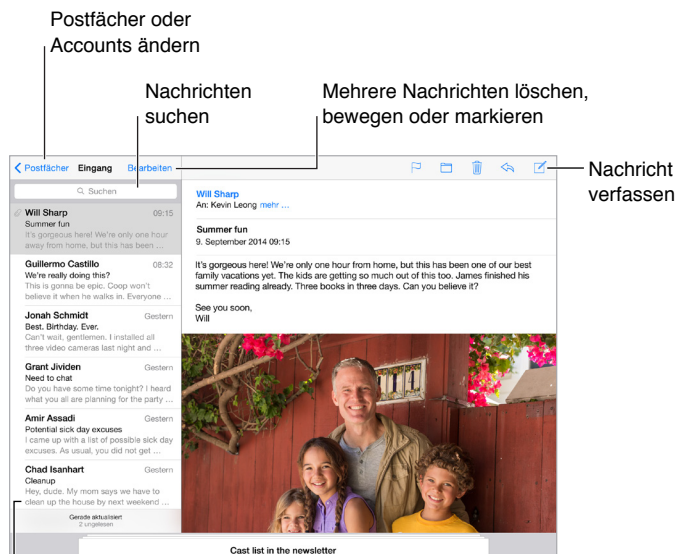 Postfächer oder
Accounts ändern
Nachrichten
suchen
Mehrere Nachrichten löschen,
bewegen oder markieren
Nachricht
verfassen
Postfächer Eingang Bearbeiten
Suchen
Will Sharp 09:15
Summer fun
It's gorgeous here! We're only one hour
away from home, but this has been ...
Guillermo Castillo 08:32
We're really doing this?
This is gonna be epic. Coop won't
believe it when he walks in. Everyone ...
Jonah Schmidt Gestern
Best. Birthday. Ever.
Can't wait, gentlemen. I installed all
three video cameras last night and ...
Grant Jividen Gestern
Need to chat
Do you have some time tonight? I heard
what you all are planning for the party ...
Amir Assadi Gestern
Potential sick day excuses
I came up with a list of possible sick day
excuses. As usual, you did not get ...
Chad Isanhart Gestern
Cleanup
Hey, dude. My mom says we have to
clean up the house by next weekend ...
Gerade aktualisiert
2 ungelesen
Will Sharp
An: Kevin Leong mehr ...
Summer fun
9. September 2014 09:15
It's gorgeous here! We're only one hour from home, but this has been one of our best
family vacations yet. The kids are getting so much out of this too. James finished his
summer reading already. Three books in three days. Can you believe it?
See you soon,
Will
Cast list in the newsletter